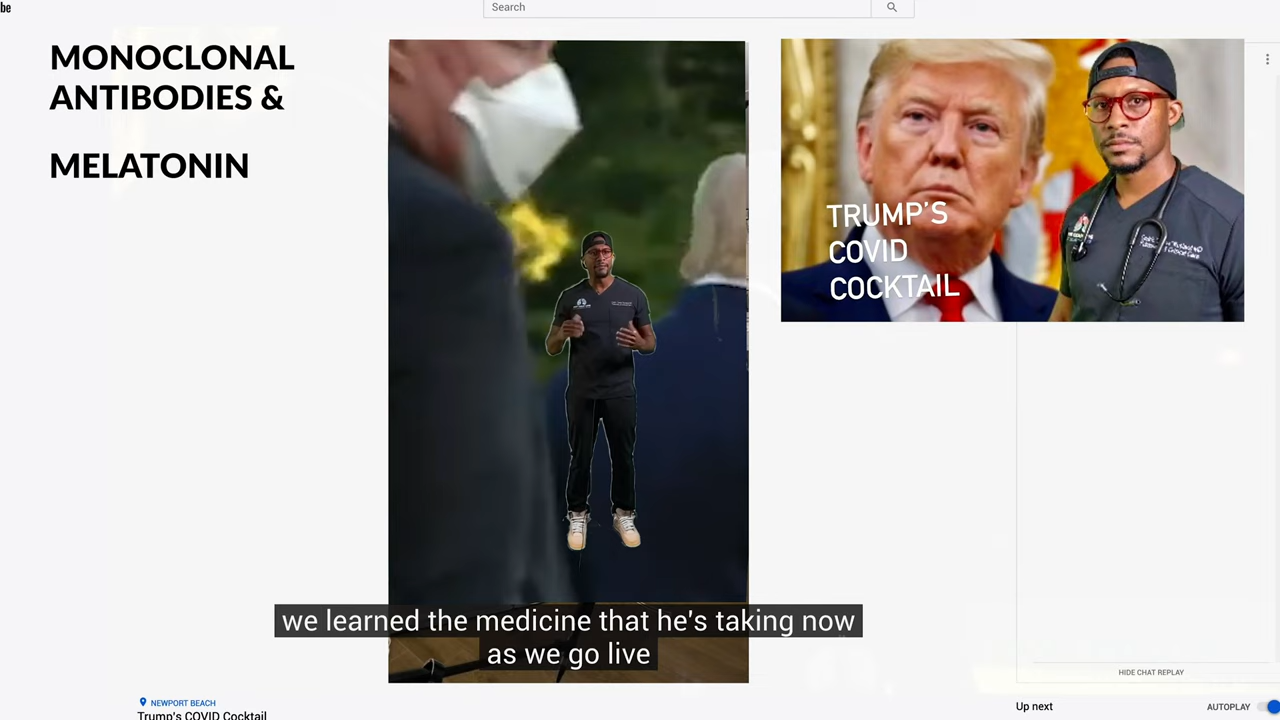 be
Search
MONOCLONAL
ANTIBODIES &
MELATONIN
TRUMP'S
COVID
COCKTAIL
we learned the medicine that he's taking now
as we go live
HIDE CHAT REPLAY
NEWPORT BEACH
Trump's COVID Cocktail
Up next
AUTOPLAY